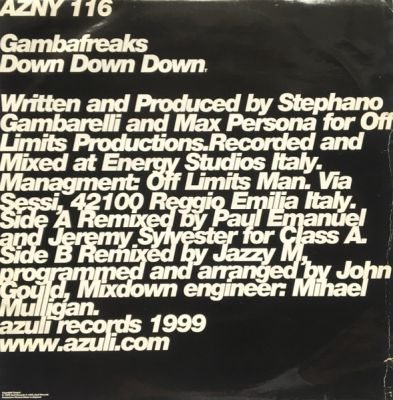 AZNY 116
Gambafreaks
Down Down Down.
Written and Produced by Stephano
Gambarelli and Max Persona for Off
Limits Productions.Recorded and
Mixed at Energy Studios Italy.
Managment: Off Limits Man. Via
Sessi, 42100 Reggio Emilia Italy.
Side A Remixed by Paul Emanuel
and Jeremy Sylvester for Class A.
Side B Remixed by Jazzy M,
programmed and arranged by John
Gould, Mixdown engineer: Mihael
Mulligan.
azuli records 1999
www.azuli.com